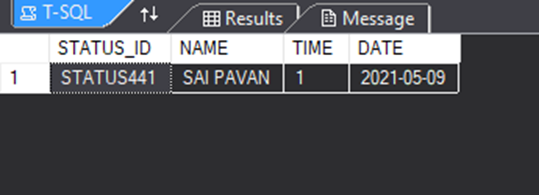 T-SQL Results Message
STATUS_ID NAME TIME DATE
1 STATUS441 SAI PAVAN 1 2021-05-09